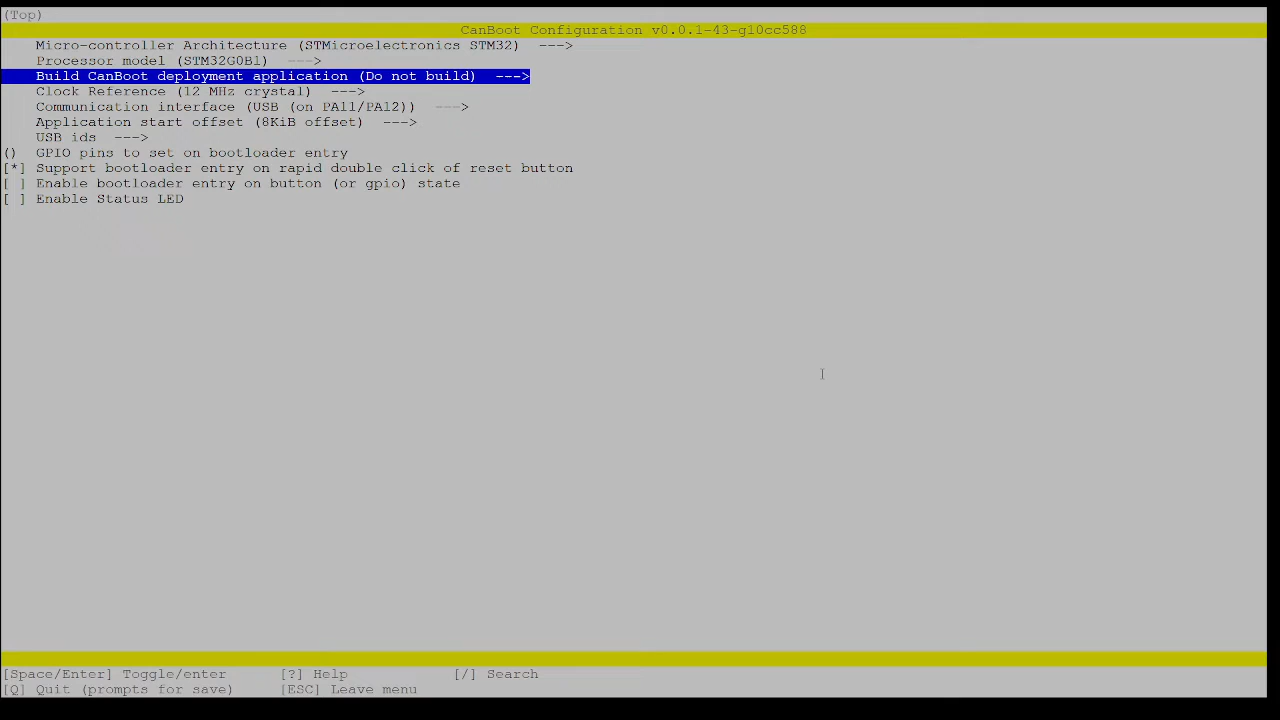 (Top)
CanBoot Configuration v0.0.1-43-g10cc588
Micro-controller Architecture (STMicroelectronics STM32)  --->
Processor model (STM32G0B1)  --->
Build CanBoot deployment application (Do not build)  --->
Clock Reference (12 MHz crystal)  --->
Communication interface (USB (on PA11/PA12))  --->
Application start offset (8KiB offset)  --->
USB ids  --->
()  GPIO pins to set on bootloader entry
[*] Support bootloader entry on rapid double click of reset button
[ ] Enable bootloader entry on button (or gpio) state
[ ] Enable Status LED
[Space/Enter] Toggle/enter [?] Help [/] Search
[Q] Quit (prompts for save) [ESC] Leave menu